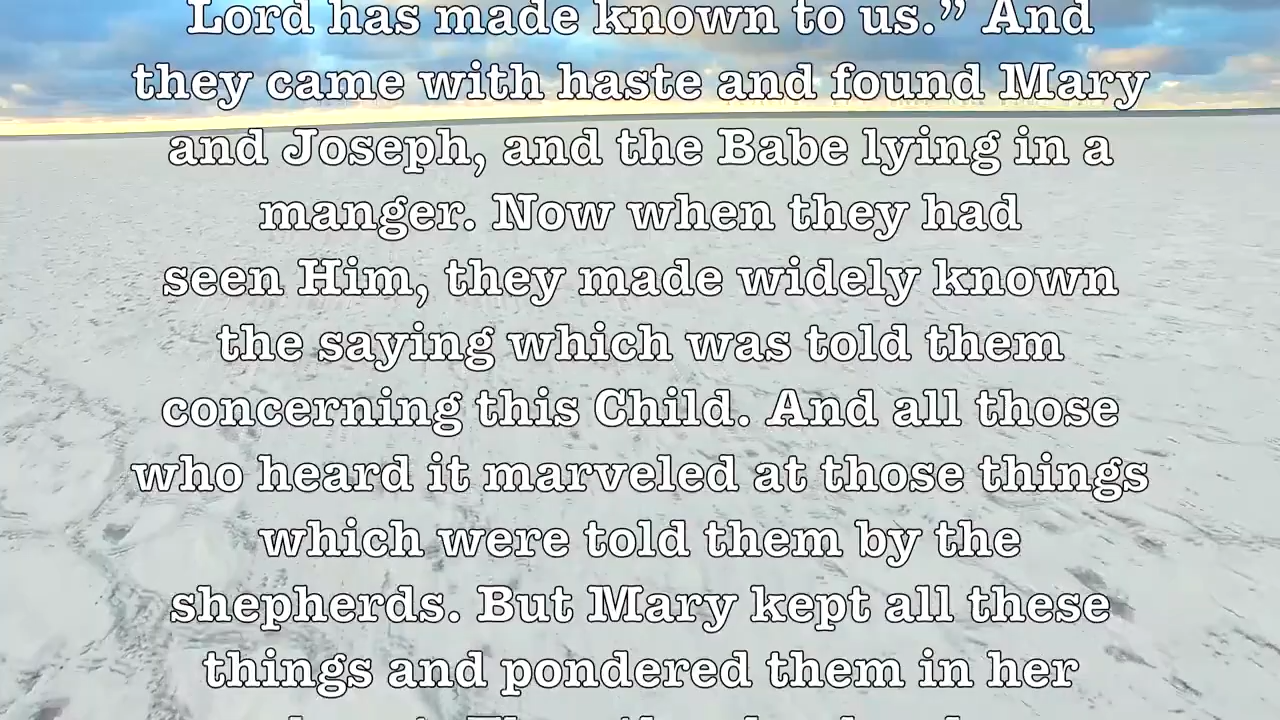 Lord has made known to us.” And
they came with haste and found Mary
and Joseph, and the Babe lying in a
manger. Now when they had
seen Him, they made widely known
the saying which was told them
concerning this Child. And all those
who heard it marveled at those things
which were told them by the
shepherds. But Mary kept all these
things and pondered them in her